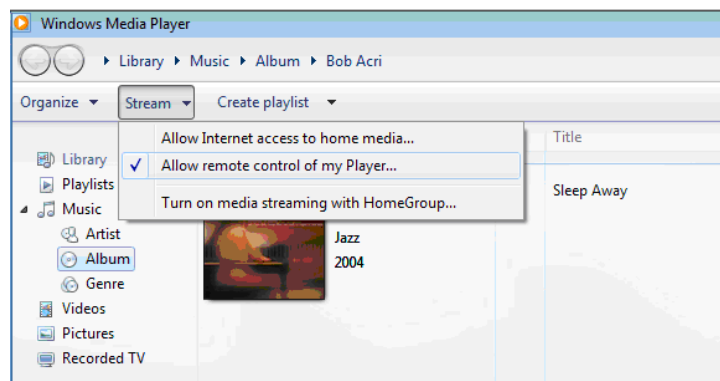 Windows Media Player
Library Music Album Bob Acri
Organize Stream Create playlist
Allow Internet access to home media...
Allow remote control of my Player...
Turn on media streaming with HomeGroup...
Title
Library
Playlists
Music
Artist
Album
Genre
Videos
Pictures
Recorded TV
Jazz
2004
Sleep Away